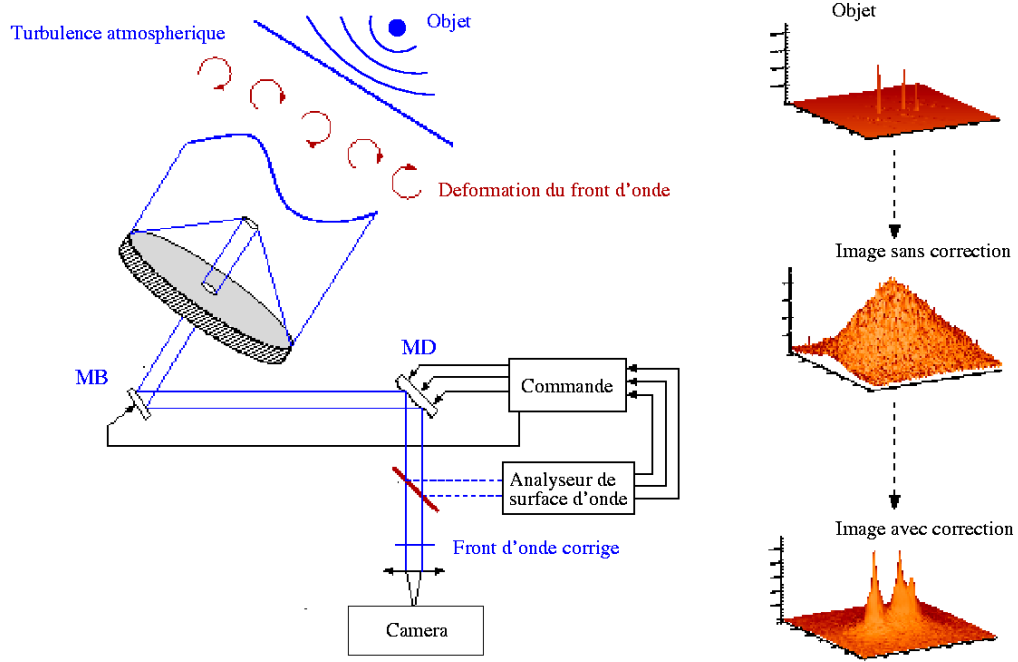 Objet
Turbulence atmospherique
Deformation du front d'onde
MB
MD
Commande
Analyseur de
surface d'onde
Front d'onde corrige
Camera
Objet
Image sans correction
Image avec correction